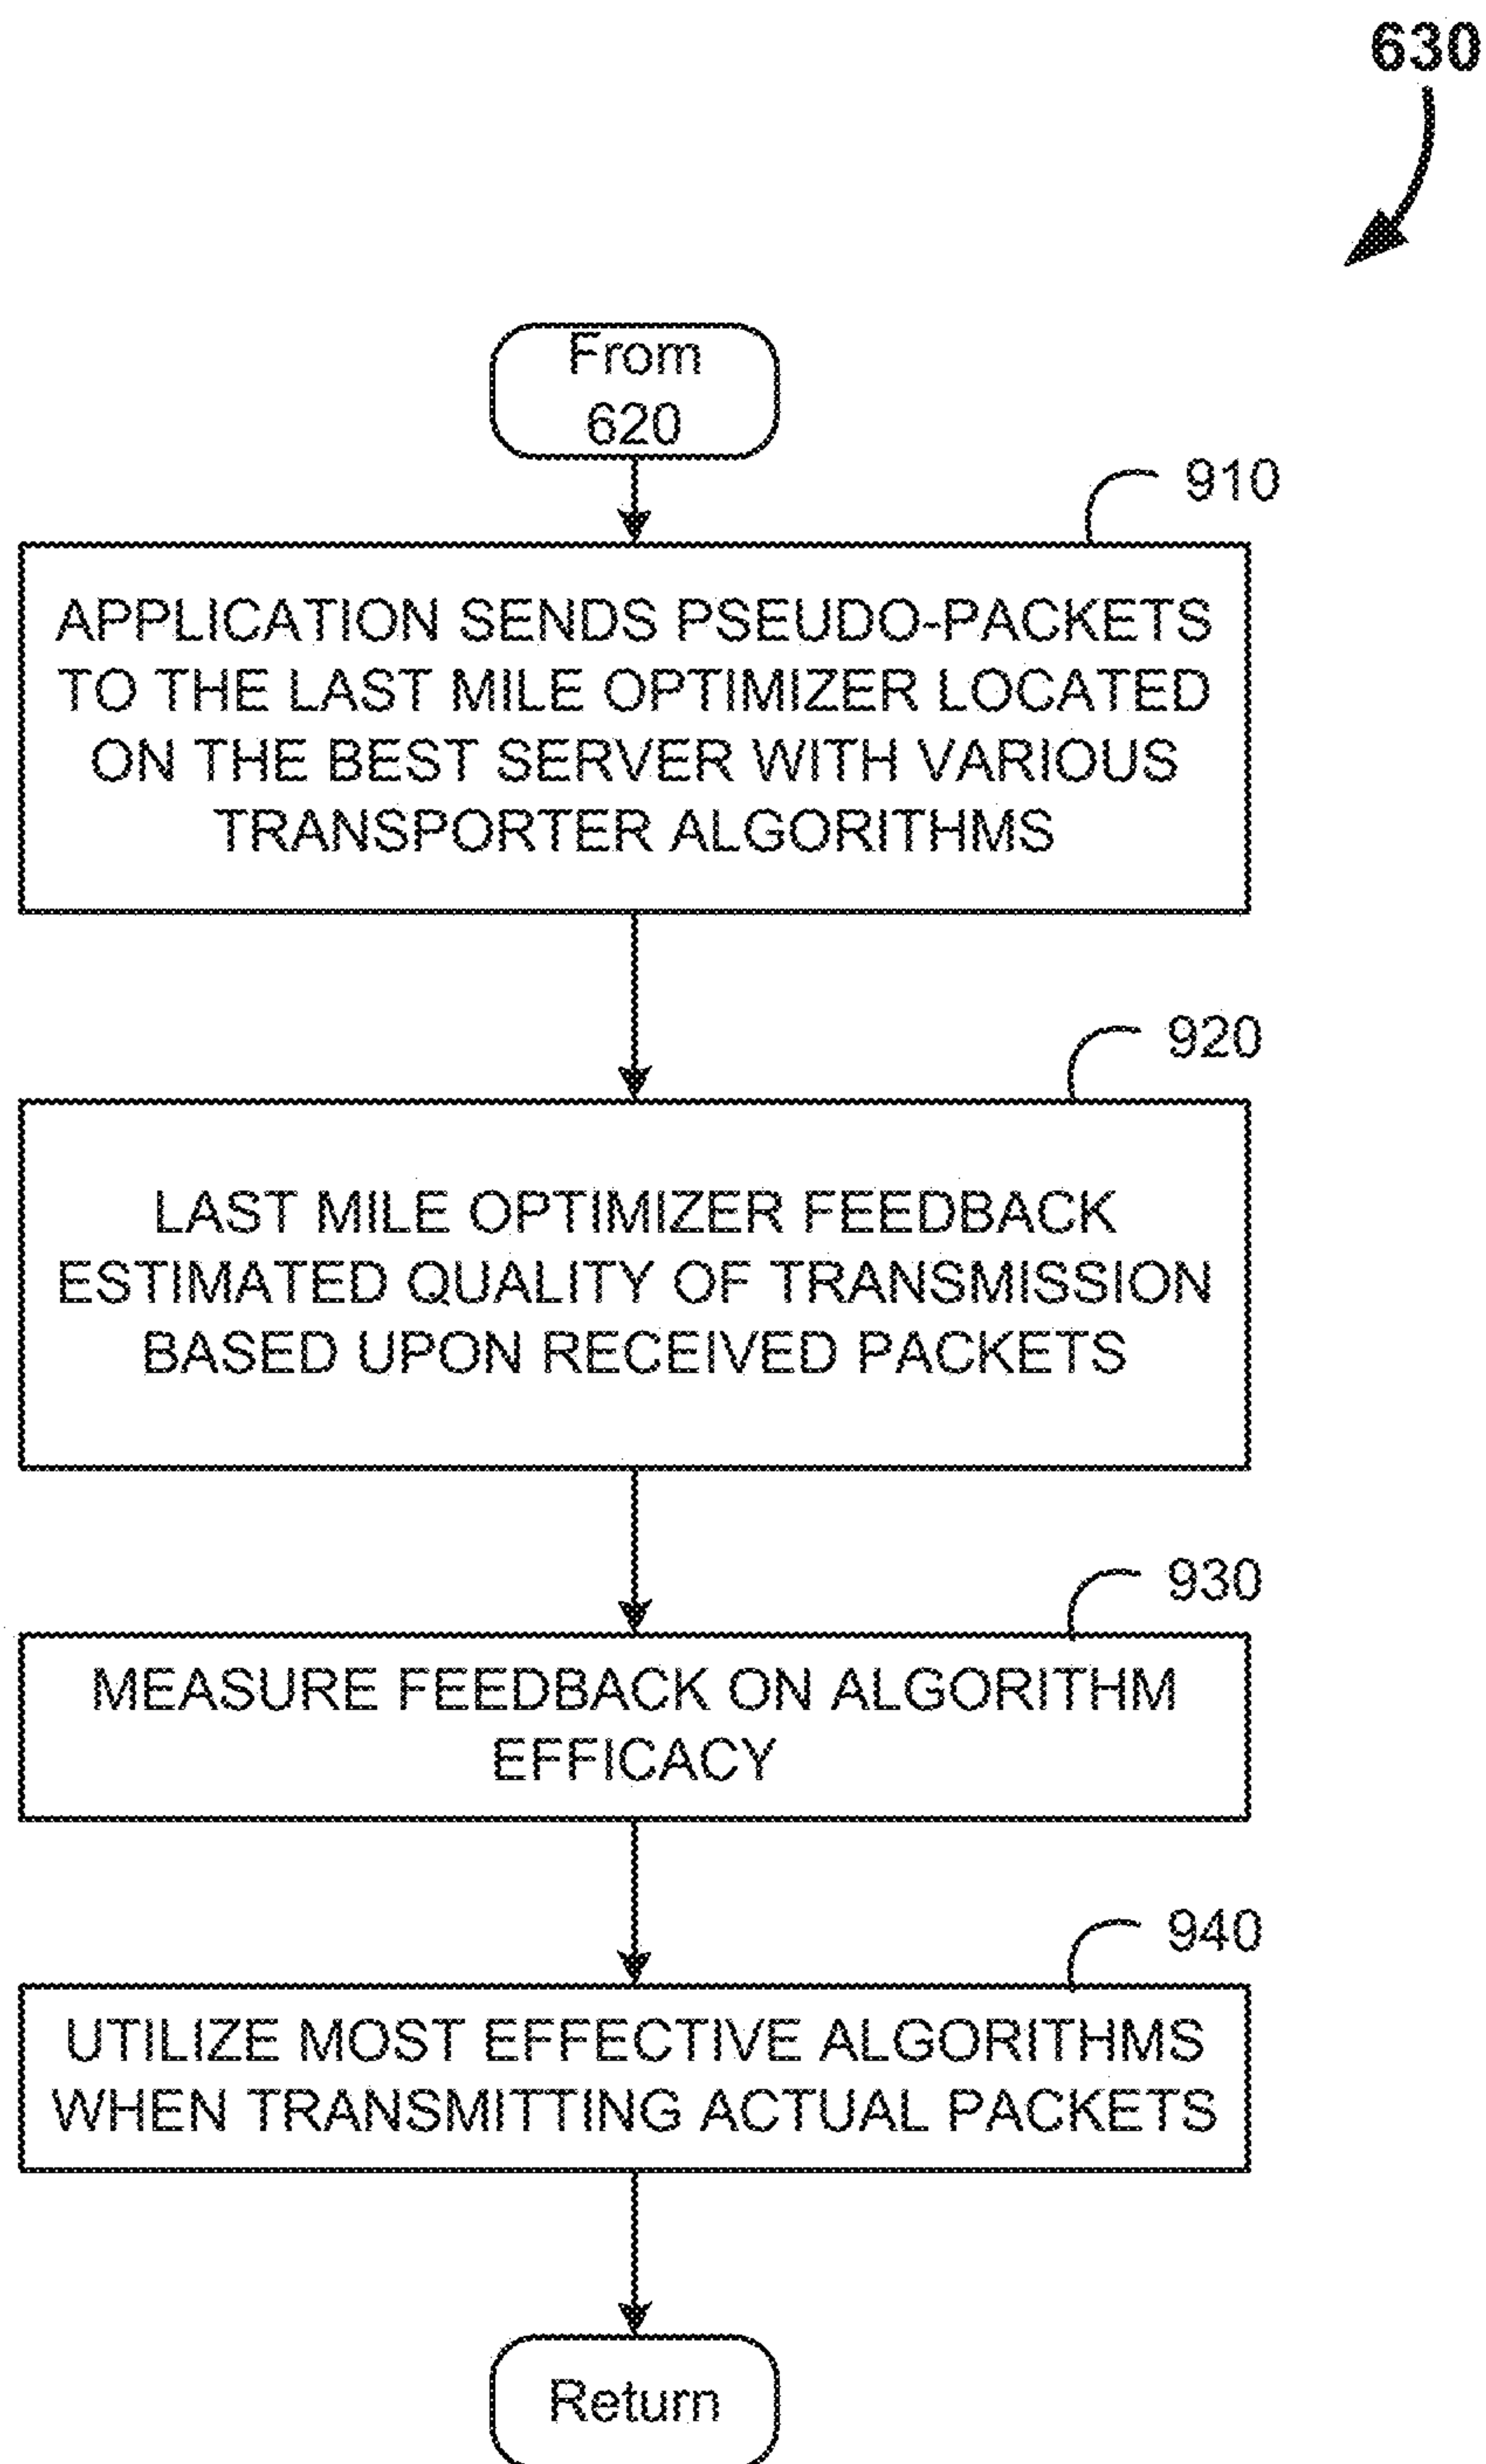 630
From
620
910
APPLICATION SENDS PSEUDO-PACKETS
TO THE LAST MILE OPTIMIZER LOCATED
ON THE BEST SERVER WITH VARIOUS
TRANSPORTER ALGORITHMS
920
LAST MILE OPTIMIZER FEEDBACK
ESTIMATED QUALITY OF TRANSMISSION
BASED UPON RECEIVED PACKETS
930
MEASURE FEEDBACK ON ALGORITHM
EFFICACY
940
UTILIZE MOST EFFECTIVE ALGORITHMS
WHEN TRANSMITTING ACTUAL PACKETS
Return